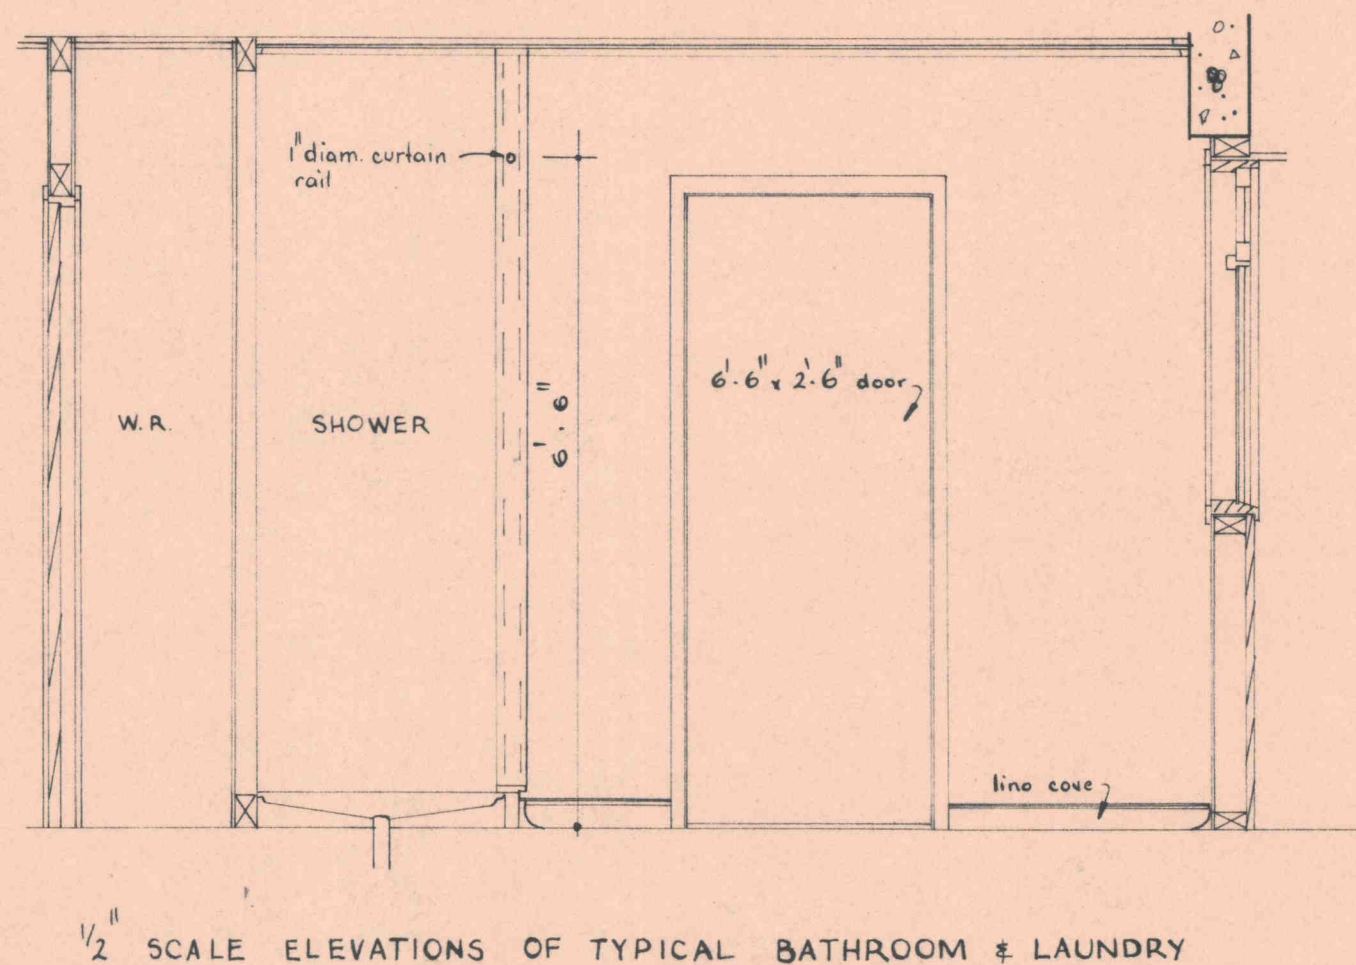 1" diam. curtain
rail
6'.6" x 2'.6" door
W.R.
SHOWER
6'.6"
lino cove
1/2" SCALE ELEVATIONS OF TYPICAL BATHROOM & LAUNDRY